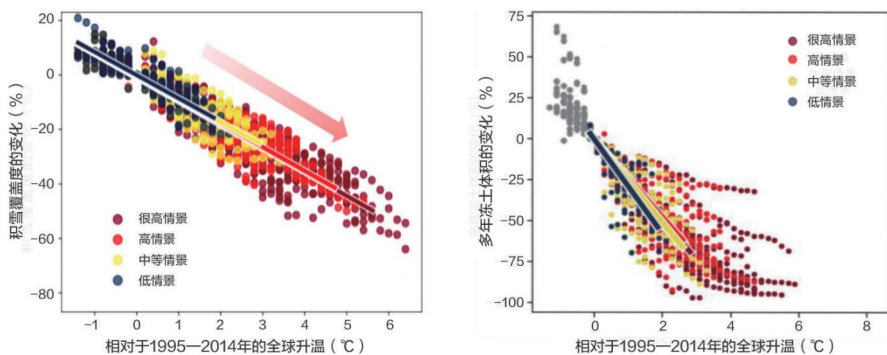 积雪覆盖度的变化（%）
20
0
-20
-40
-60
-80
很高情景
高情景
中等情景
低情景
-1 0 1 2 3 4 5 6
相对于1995—2014年的全球升温（℃）
多年冻土体积的变化（%）
75
50
25
0
-25
-50
-75
-100
很高情景
高情景
中等情景
低情景
0 2 4 6 8
相对于1995—2014年的全球升温（℃）